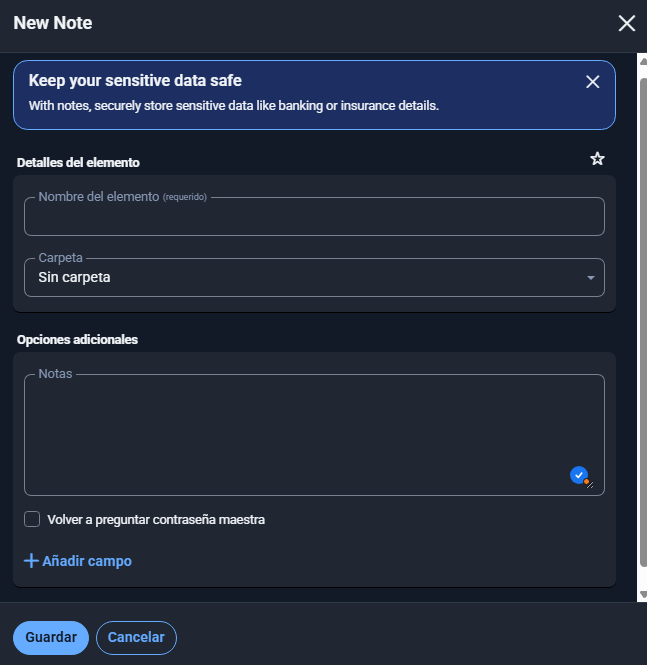 New Note
Keep your sensitive data safe
With notes, securely store sensitive data like banking or insurance details.
Detalles del elemento
Nombre del elemento (requerido)
Carpeta
Sin carpeta
Opciones adicionales
Notas
Volver a preguntar contraseña maestra
Añadir campo
Guardar
Cancelar